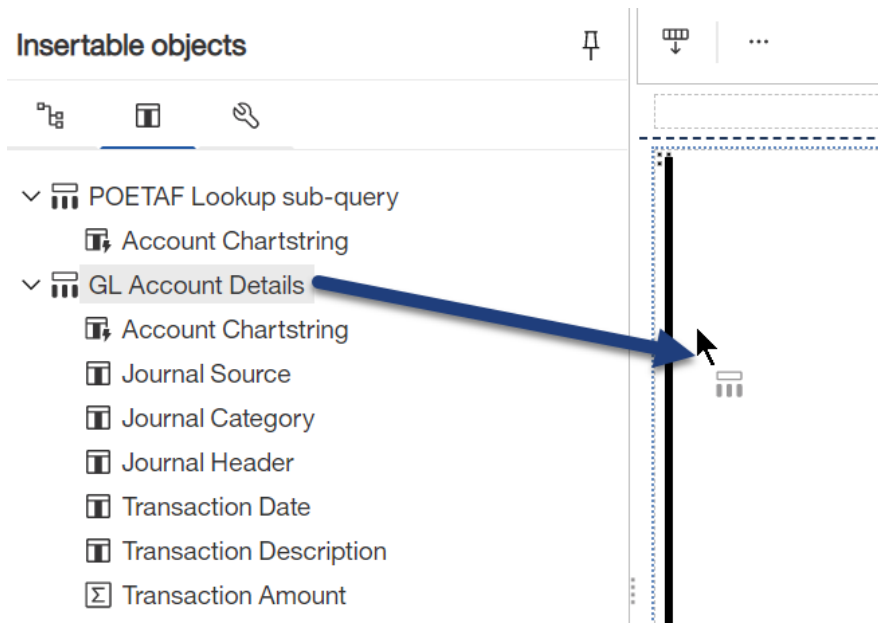 Insertable objects
POETAF Lookup sub-query
Account Chartstring
GL Account Details
Account Chartstring
Journal Source
Journal Category
Journal Header
Transaction Date
Transaction Description
Transaction Amount